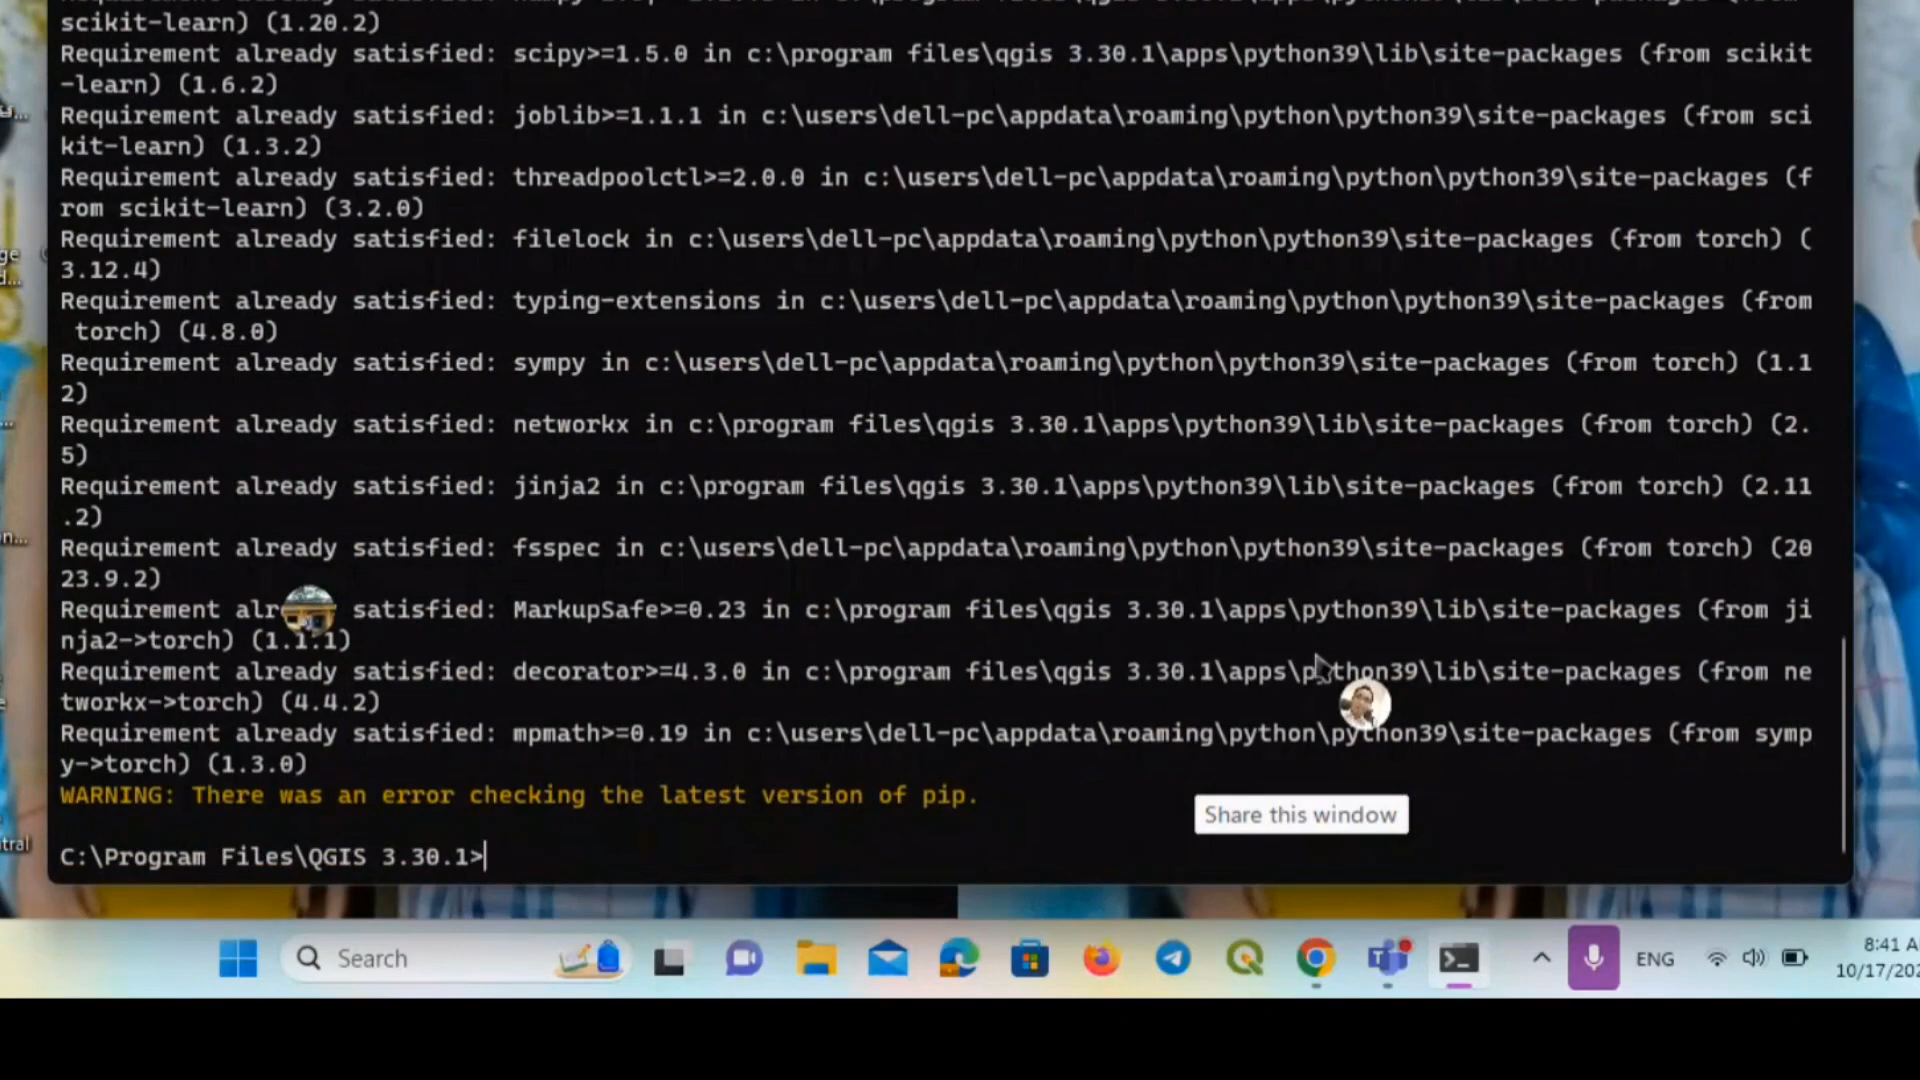 scikit-learn) (1.20.2)
Requirement already satisfied: scipy>=1.5.0 in c:\program files\qgis 3.30.1\apps\python39\lib\site-packages (from scikit
-learn) (1.6.2)
Requirement already satisfied: joblib>=1.1.1 in c:\users\dell-pc\appdata\roaming\python\python39\site-packages (from sci
kit-learn) (1.3.2)
Requirement already satisfied: threadpoolctl>=2.0.0 in c:\users\dell-pc\appdata\roaming\python\python39\site-packages (f
rom scikit-learn) (3.2.0)
Requirement already satisfied: filelock in c:\users\dell-pc\appdata\roaming\python\python39\site-packages (from torch) (
3.12.4)
Requirement already satisfied: typing-extensions in c:\users\dell-pc\appdata\roaming\python\python39\site-packages (from
torch) (4.8.0)
Requirement already satisfied: sympy in c:\users\dell-pc\appdata\roaming\python\python39\site-packages (from torch) (1.1
2)
Requirement already satisfied: networkx in c:\program files\qgis 3.30.1\apps\python39\lib\site-packages (from torch) (2.
5)
Requirement already satisfied: jinja2 in c:\program files\qgis 3.30.1\apps\python39\lib\site-packages (from torch) (2.11
.2)
Requirement already satisfied: fsspec in c:\users\dell-pc\appdata\roaming\python\python39\site-packages (from torch) (20
23.9.2)
Requirement alr satisfied: MarkupSafe>=0.23 in c:\program files\qgis 3.30.1\apps\python39\lib\site-packages (from ji
nja2->torch) (1.1.1)
Requirement already satisfied: decorator>=4.3.0 in c:\program files\qgis 3.30.1\apps\python39\lib\site-packages (from ne
tworkx->torch) (4.4.2)
Requirement already satisfied: mpmath>=0.19 in c:\users\dell-pc\appdata\roaming\python\python39\site-packages (from symp
y->torch) (1.3.0)
WARNING: There was an error checking the latest version of pip.
Share this window
C:\Program Files\QGIS 3.30.1>
Search
ENG
8:41 A
10/17/202